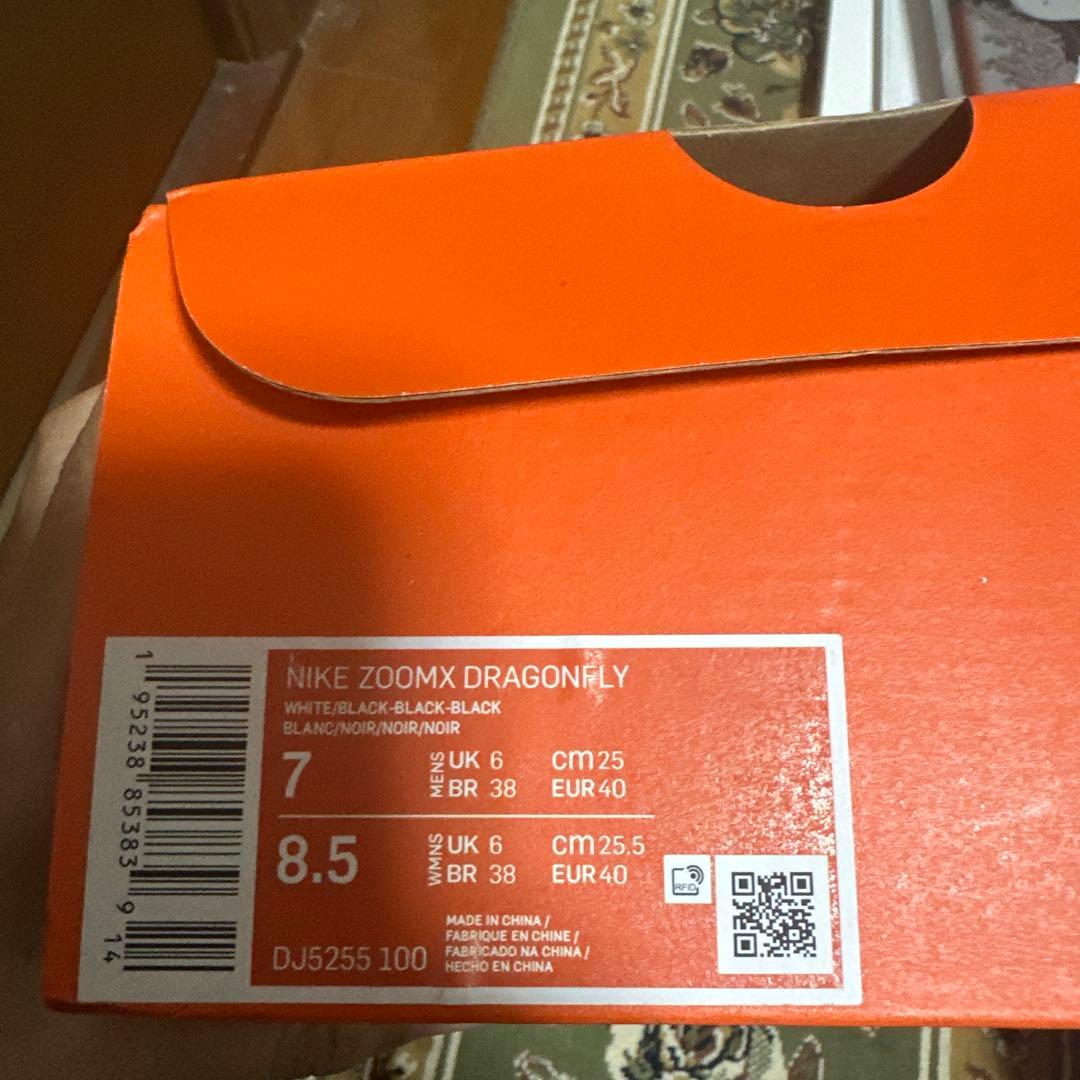 NIKE ZOOMX DRAGONFLY
WHITE/BLACK-BLACK-BLACK
BLANC/NOIR/NOIR/NOIR
7 MENS UK 6 cm 25
BR 38 EUR 40
8.5 WMNS UK 6 cm 25.5
BR 38 EUR 40
RFID
DJ5255 100
MADE IN CHINA /
FABRIQUE EN CHINE /
FABRICADO NA CHINA /
HECHO EN CHINA
1 95238 85383 9 14